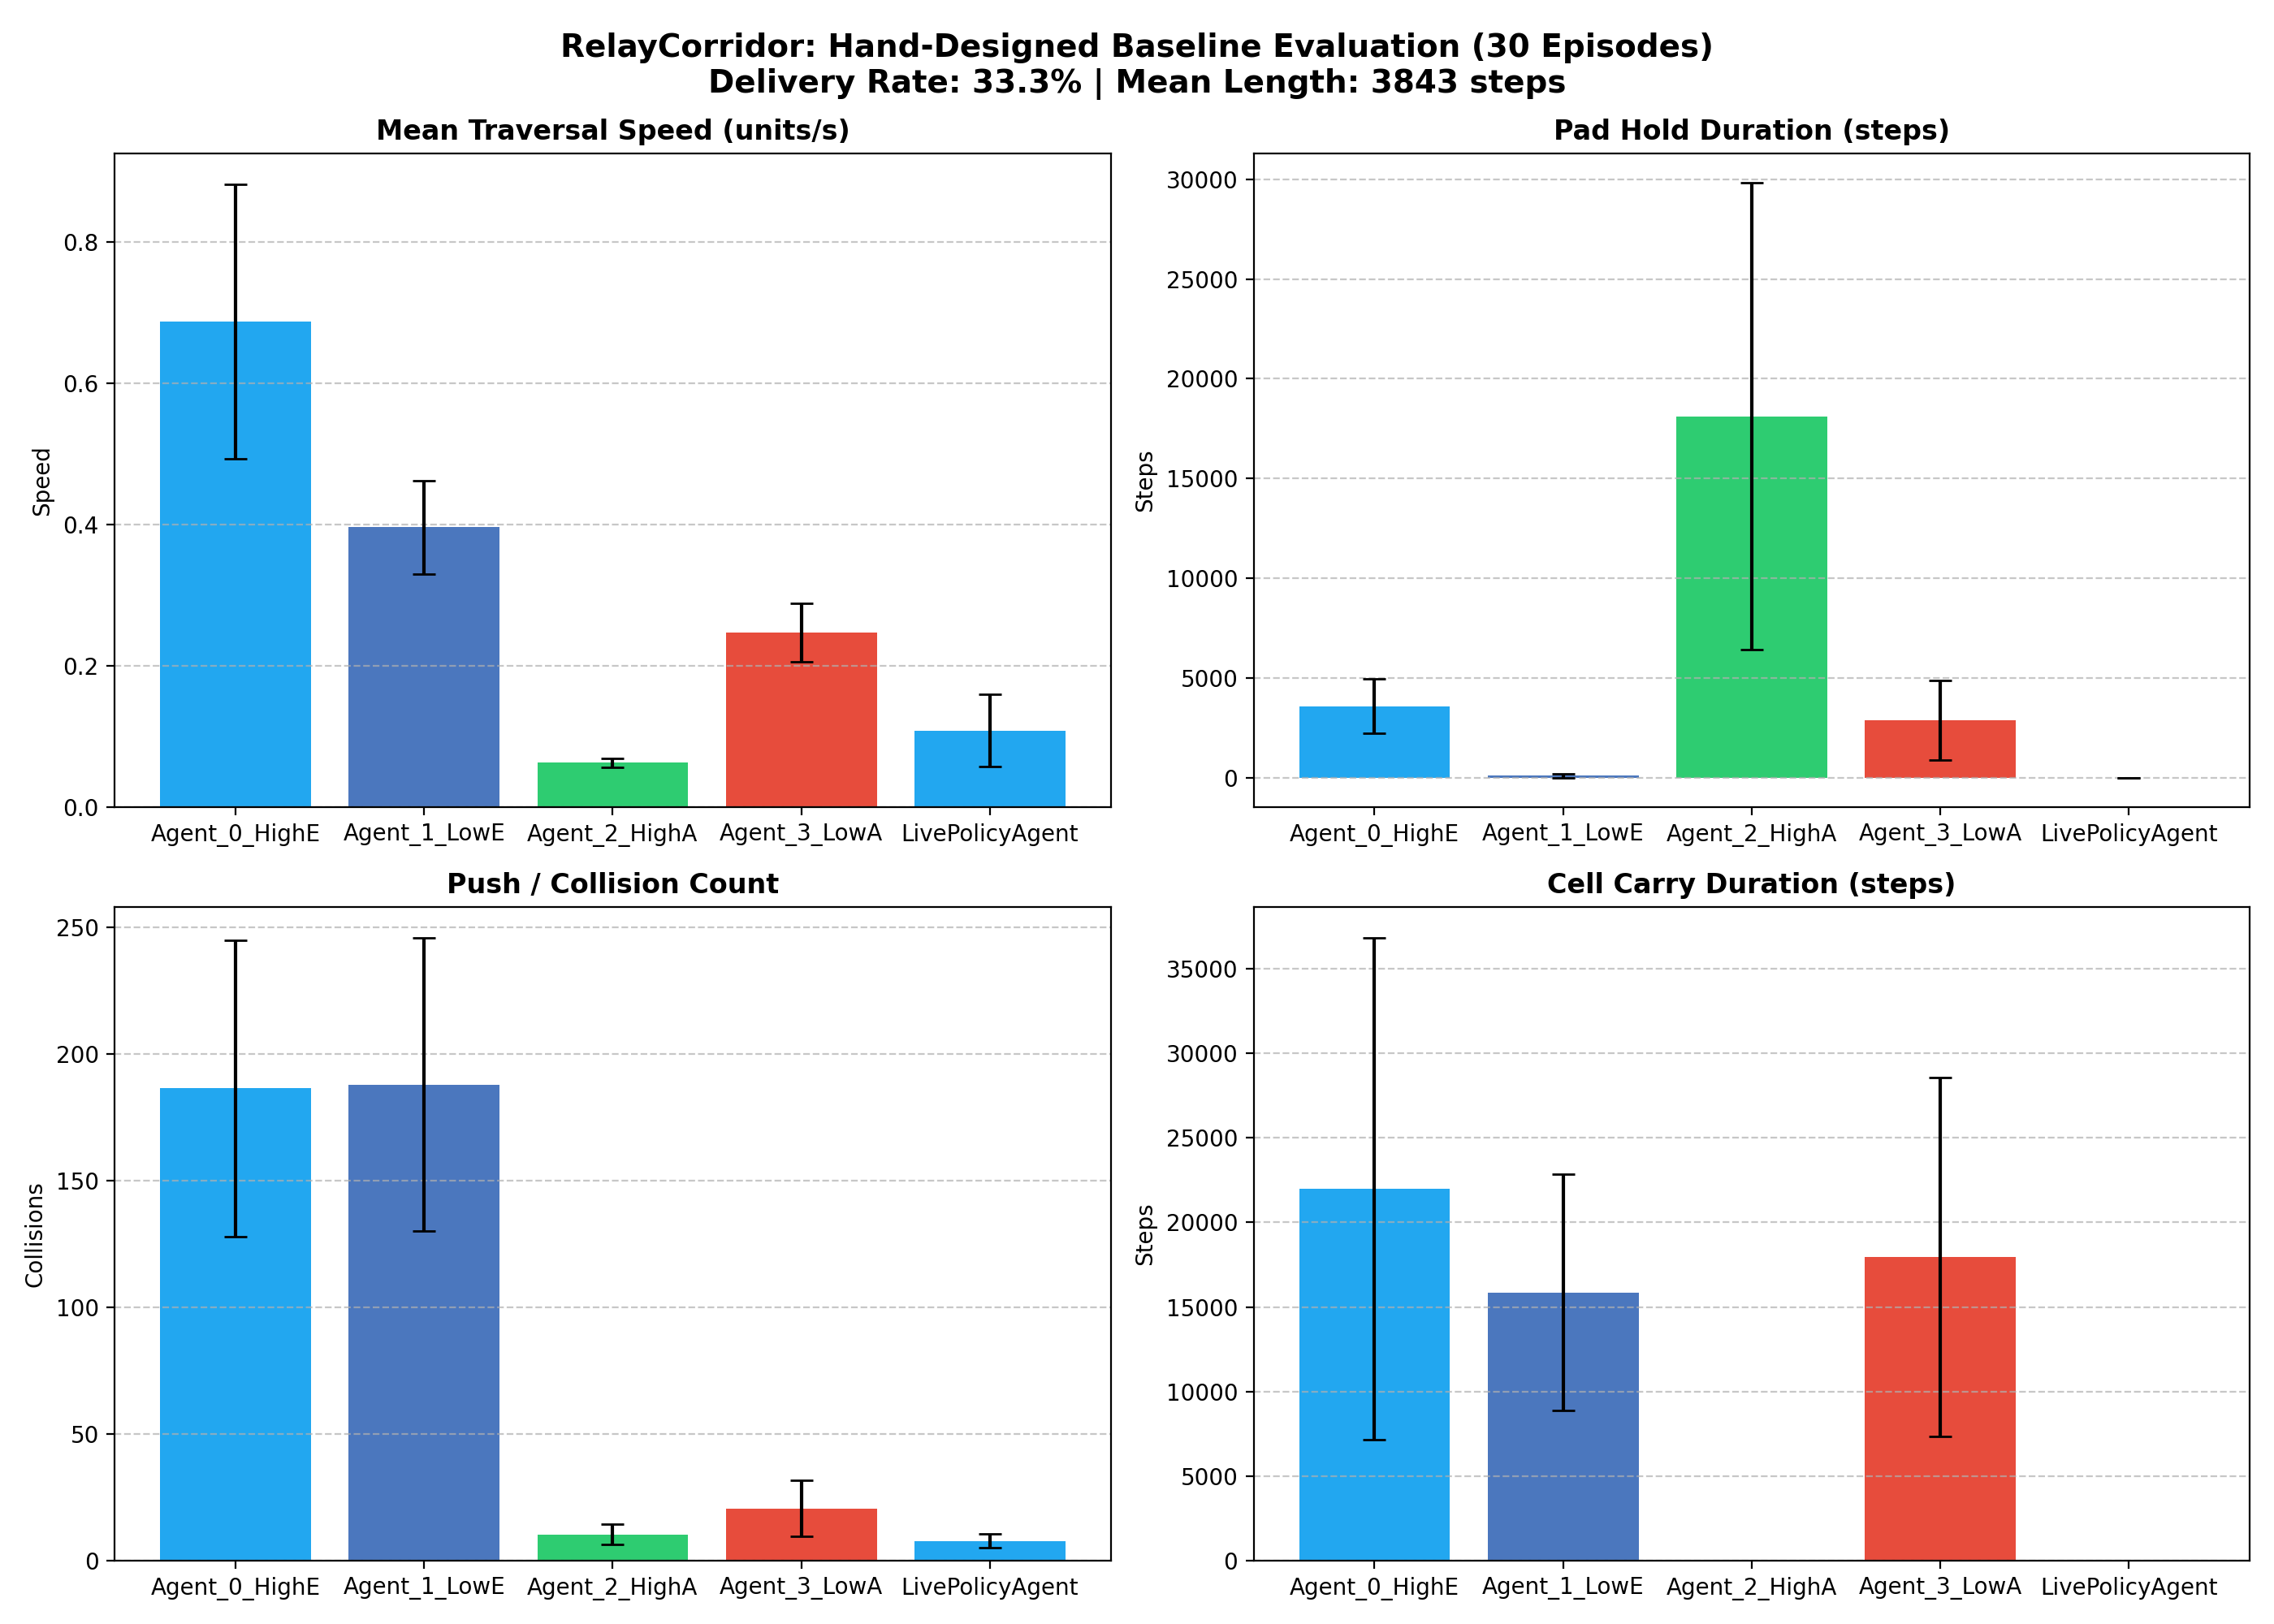 RelayCorridor: Hand-Designed Baseline Evaluation (30 Episodes)
Delivery Rate: 33.3% | Mean Length: 3843 steps
Mean Traversal Speed (units/s)
Speed
0.8
0.6
0.4
0.2
0.0
Agent_0_HighE Agent_1_LowE Agent_2_HighA Agent_3_LowA LivePolicyAgent
Pad Hold Duration (steps)
Steps
30000
25000
20000
15000
10000
5000
0
Agent_0_HighE Agent_1_LowE Agent_2_HighA Agent_3_LowA LivePolicyAgent
Push / Collision Count
Collisions
250
200
150
100
50
0
Agent_0_HighE Agent_1_LowE Agent_2_HighA Agent_3_LowA LivePolicyAgent
Cell Carry Duration (steps)
Steps
35000
30000
25000
20000
15000
10000
5000
0
Agent_0_HighE Agent_1_LowE Agent_2_HighA Agent_3_LowA LivePolicyAgent